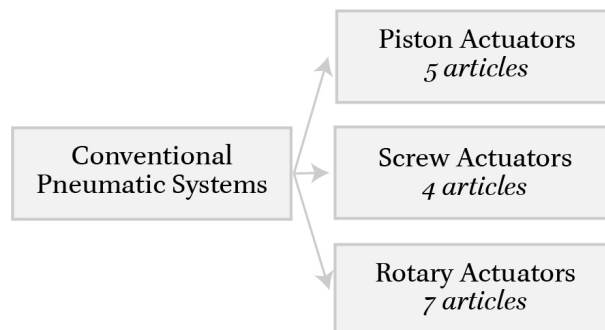 Conventional
Pneumatic Systems
Piston Actuators
5 articles
Screw Actuators
4 articles
Rotary Actuators
7 articles